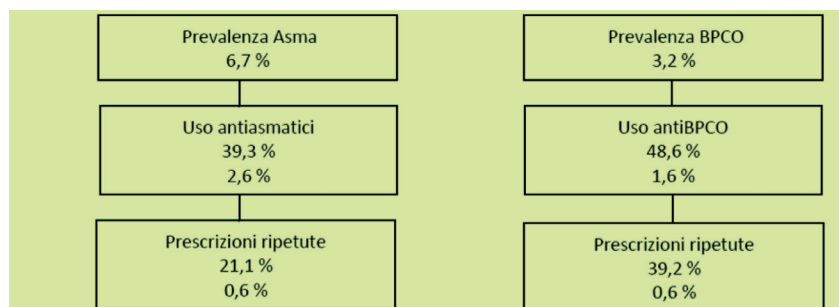 Prevalenza Asma
6,7 %
Uso antiasmatici
39,3 %
2,6 %
Prescrizioni ripetute
21,1 %
0,6 %
Prevalenza BPCO
3,2 %
Uso antiBPCO
48,6 %
1,6 %
Prescrizioni ripetute
39,2 %
0,6 %